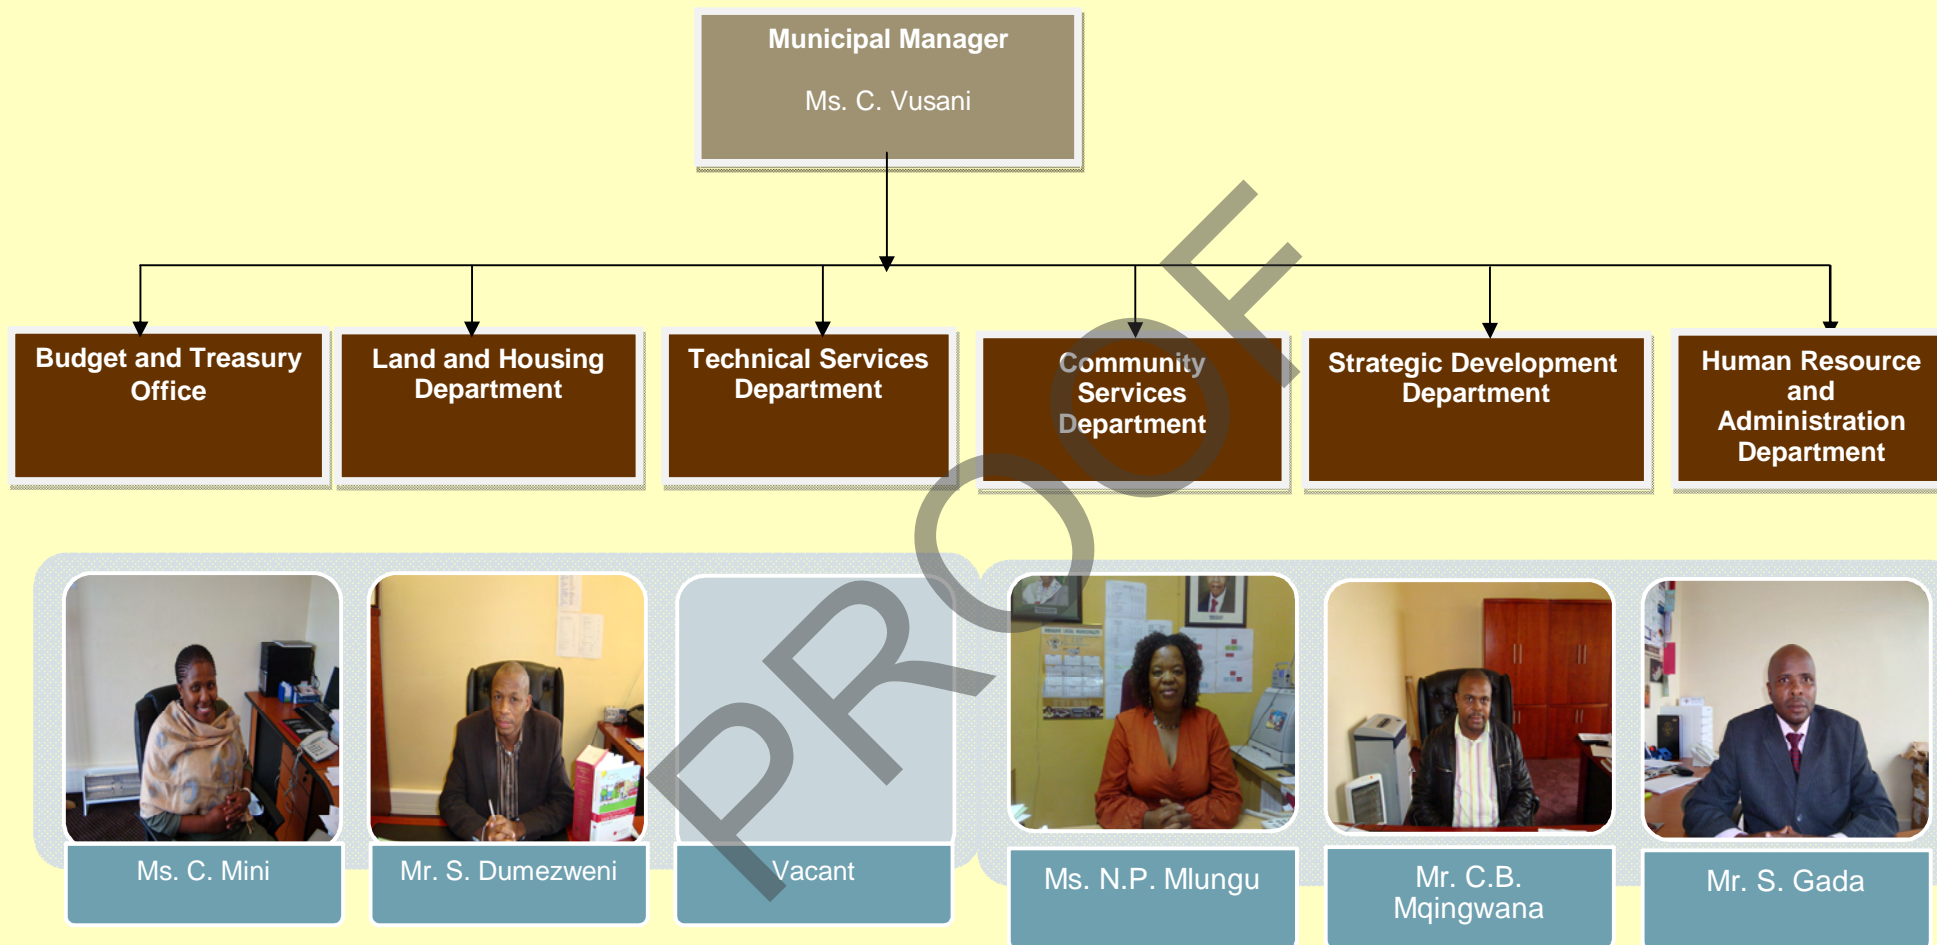 Municipal Manager
Ms. C. Vusani
Budget and Treasury
Office
Land and Housing
Department
Technical Services
Department
Community
Services
Department
Strategic Development
Department
Human Resource
and
Administration
Department
PROOF
Ms. C. Mini
Mr. S. Dumezweni
Vacant
Ms. N.P. Mlungu
Mr. C.B.
Mqingwana
Mr. S. Gada